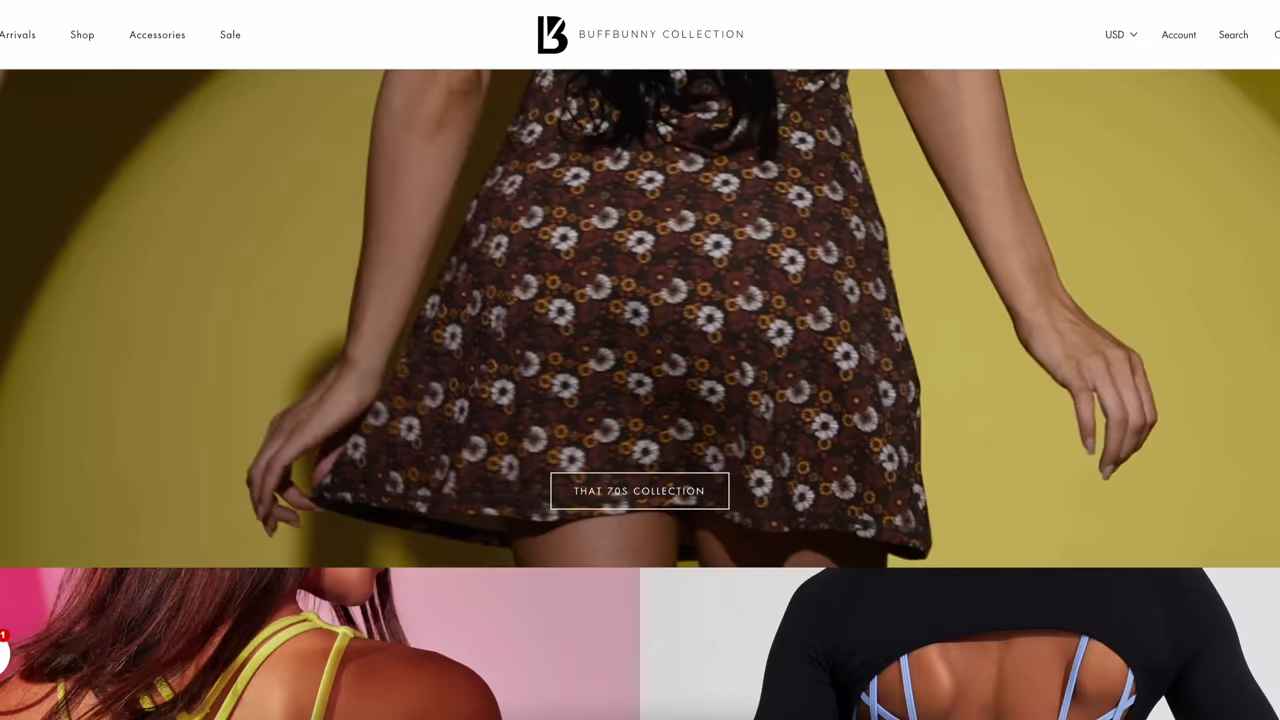 Arrivals Shop Accessories Sale BUFFBUNNY COLLECTION USD Account Search
THAT 70S COLLECTION
1